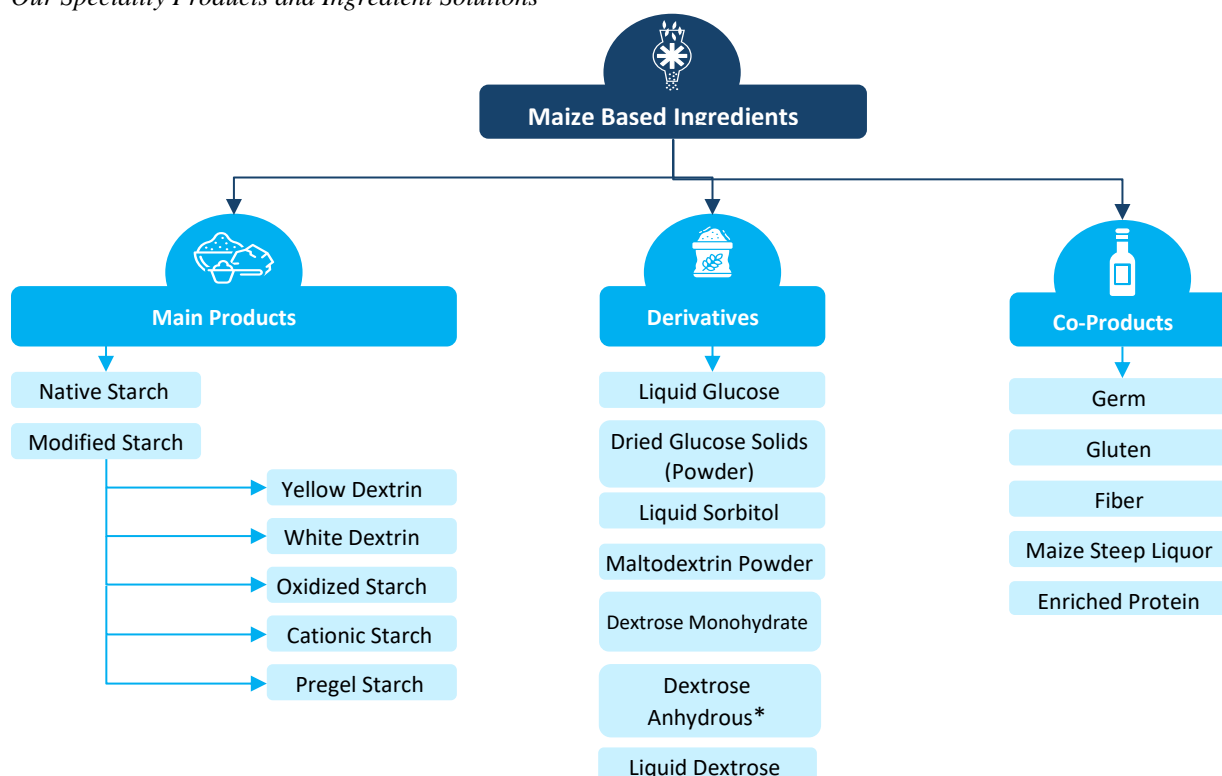 Our Speciality Products and Ingredient Solutions
Maize Based Ingredients
Main Products
Native Starch
Modified Starch
Yellow Dextrin
White Dextrin
Oxidized Starch
Cationic Starch
Pregel Starch
Derivatives
Liquid Glucose
Dried Glucose Solids
(Powder)
Liquid Sorbitol
Maltodextrin Powder
Dextrose Monohydrate
Dextrose
Anhydrous*
Liquid Dextrose
Co-Products
Germ
Gluten
Fiber
Maize Steep Liquor
Enriched Protein